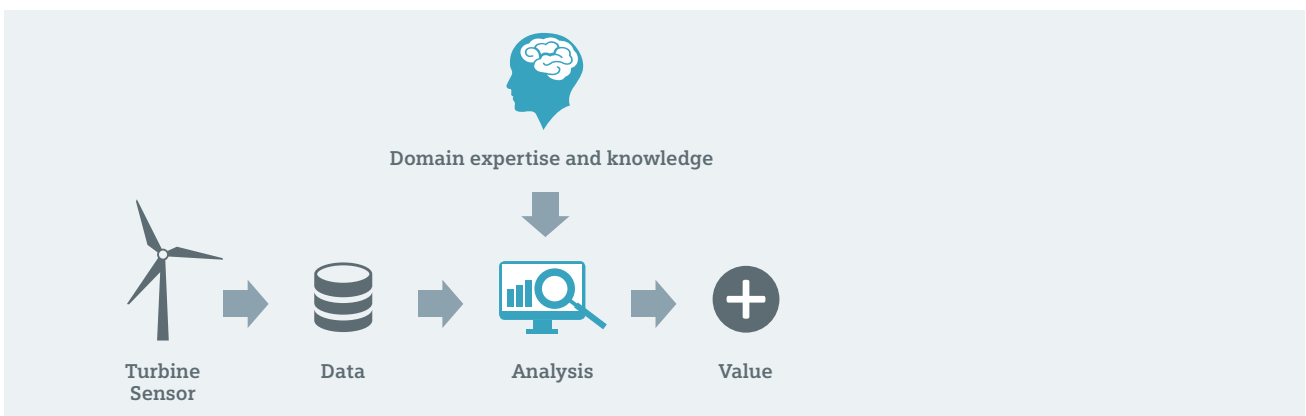 Domain expertise and knowledge
Turbine
Sensor
Data
Analysis
Value